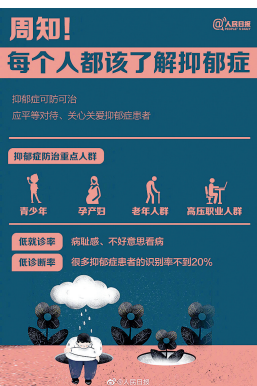 周知!
@人民日报
PEOPLE'S DAILY
每个人都该了解抑郁症
抑郁症可防可治
应平等对待、关心关爱抑郁症患者
抑郁症防治重点人群
青少年 孕产妇 老年人群 高压职业人群
低就诊率 病耻感、不好意思看病
低诊断率 很多抑郁症患者的识别率不到20%
@人民日报